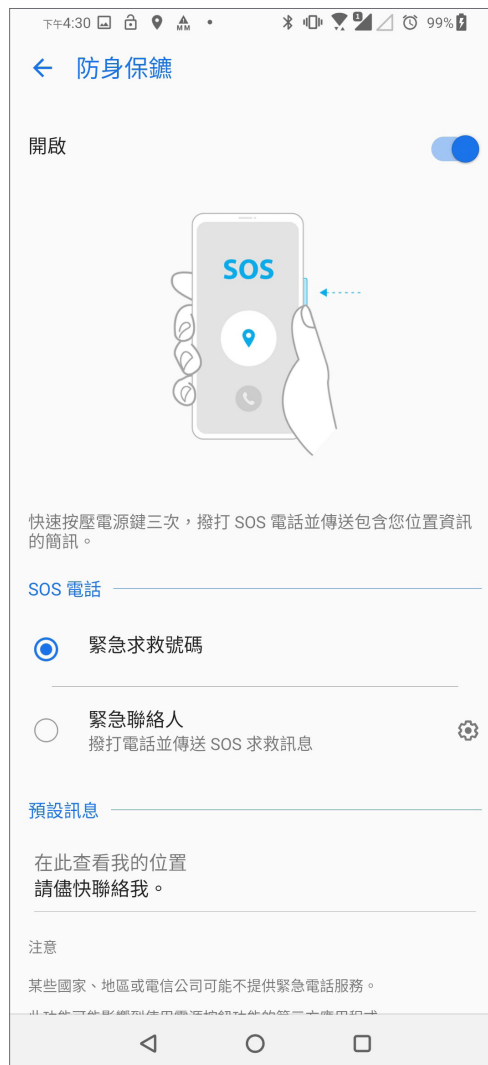 下午4:30
99%
防身保鑣
開啟
SOS
快速按壓電源鍵三次，撥打 SOS 電話並傳送包含您位置資訊
的簡訊。
SOS 電話
緊急求救號碼
緊急聯絡人
撥打電話並傳送 SOS 求救訊息
預設訊息
在此查看我的位置
請儘快聯絡我。
注意
某些國家、地區或電信公司可能不提供緊急電話服務。